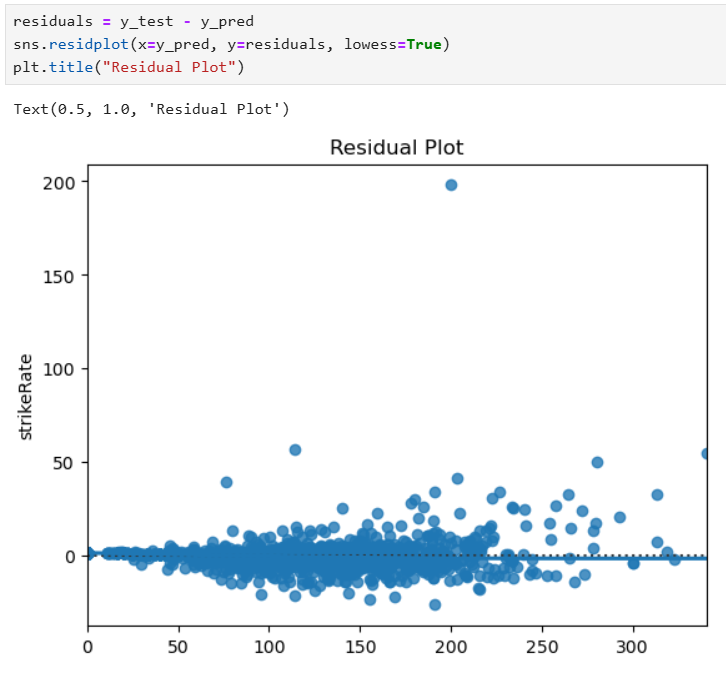 residuals = y_test - y_pred
sns.residplot(x=y_pred, y=residuals, lowess=True)
plt.title("Residual Plot")
Text(0.5, 1.0, 'Residual Plot')
Residual Plot
200
150
100
50
0
strikeRate
0 50 100 150 200 250 300